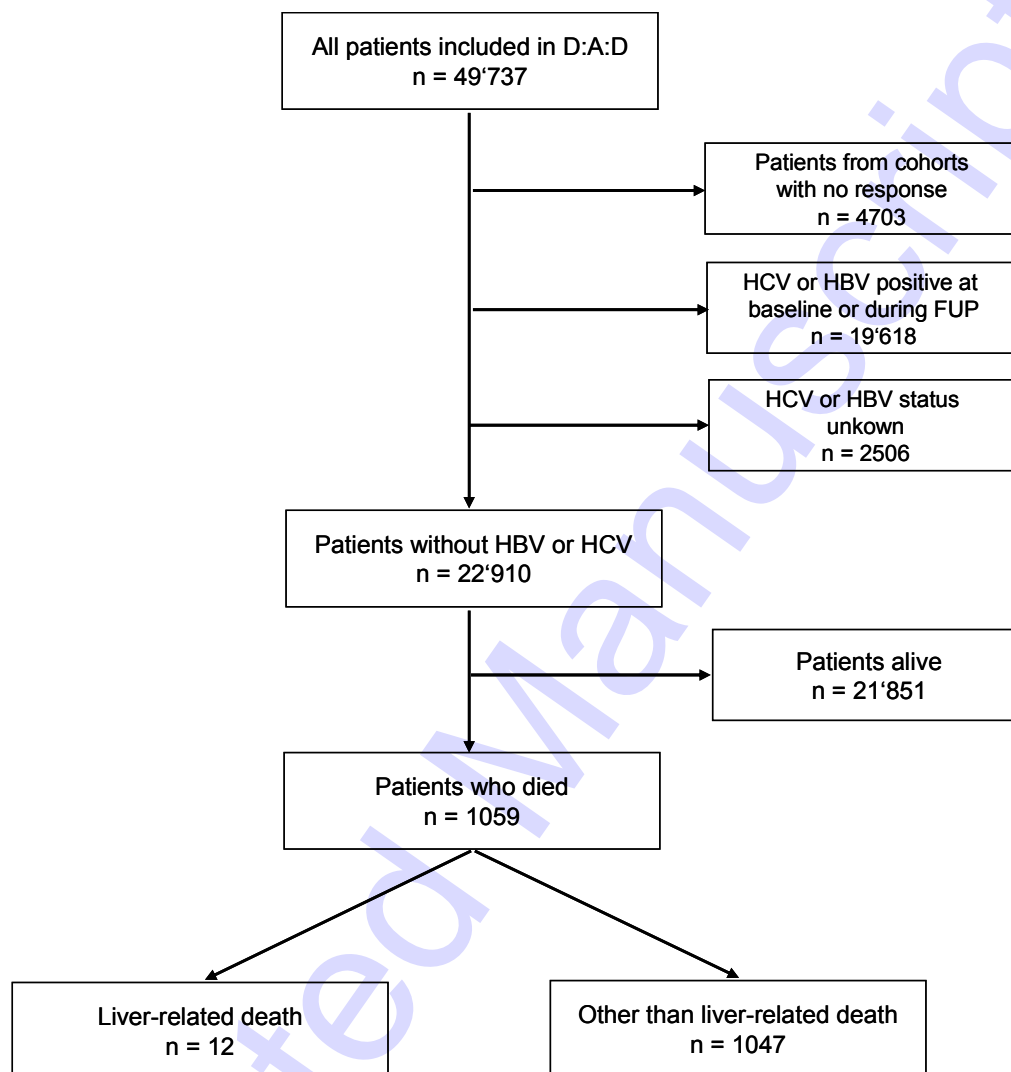 All patients included in D:A:D
n = 49‘737
Patients from cohorts
with no response
n = 4703
HCV or HBV positive at
baseline or during FUP
n = 19‘618
HCV or HBV status
unkown
n = 2506
Patients without HBV or HCV
n = 22‘910
Patients alive
n = 21‘851
Patients who died
n = 1059
Liver-related death
n = 12
Other than liver-related death
n = 1047
ted Manuscript